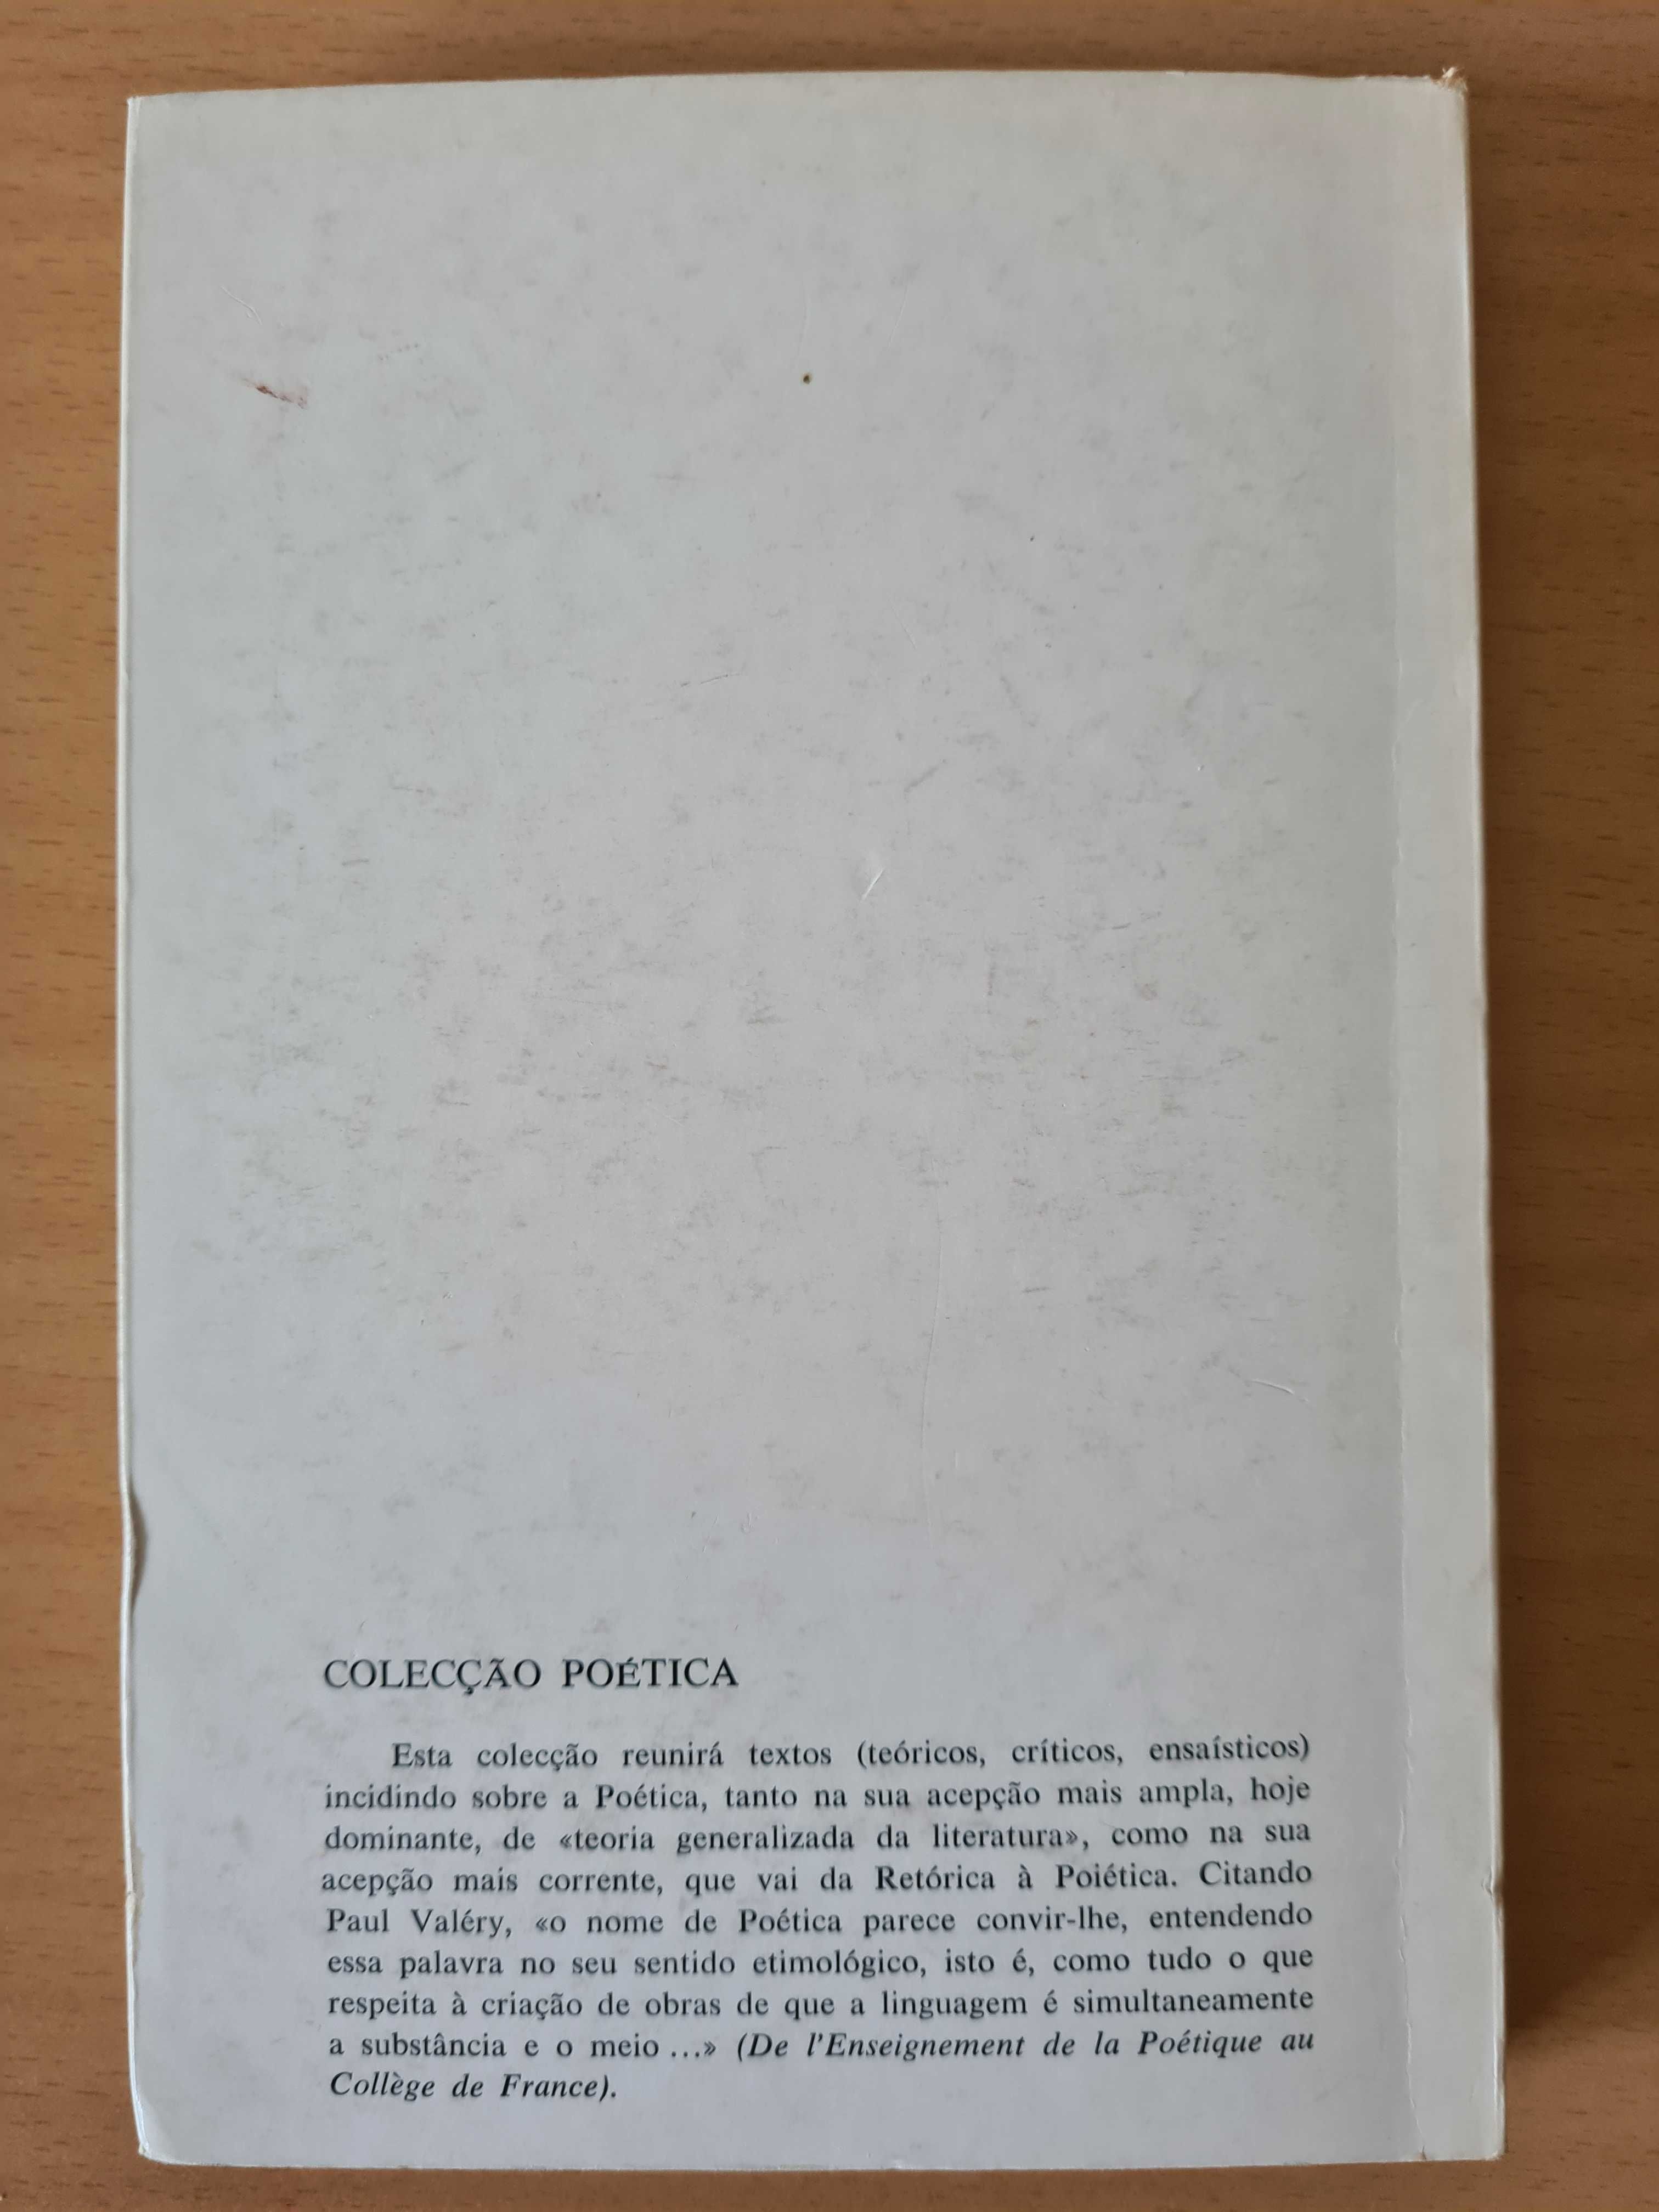 COLECÇÃO POÉTICA
Esta colecção reunirá textos (teóricos, críticos, ensaísticos)
incidindo sobre a Poética, tanto na sua acepção mais ampla, hoje
dominante, de «teoria generalizada da literatura», como na sua
acepção mais corrente, que vai da Retórica à Poiética. Citando
Paul Valéry, «o nome de Poética parece convir-lhe, entendendo
essa palavra no seu sentido etimológico, isto é, como tudo o que
respeita à criação de obras de que a linguagem é simultaneamente
a substância e o meio ...» (De l'Enseignement de la Poétique au
Collège de France).